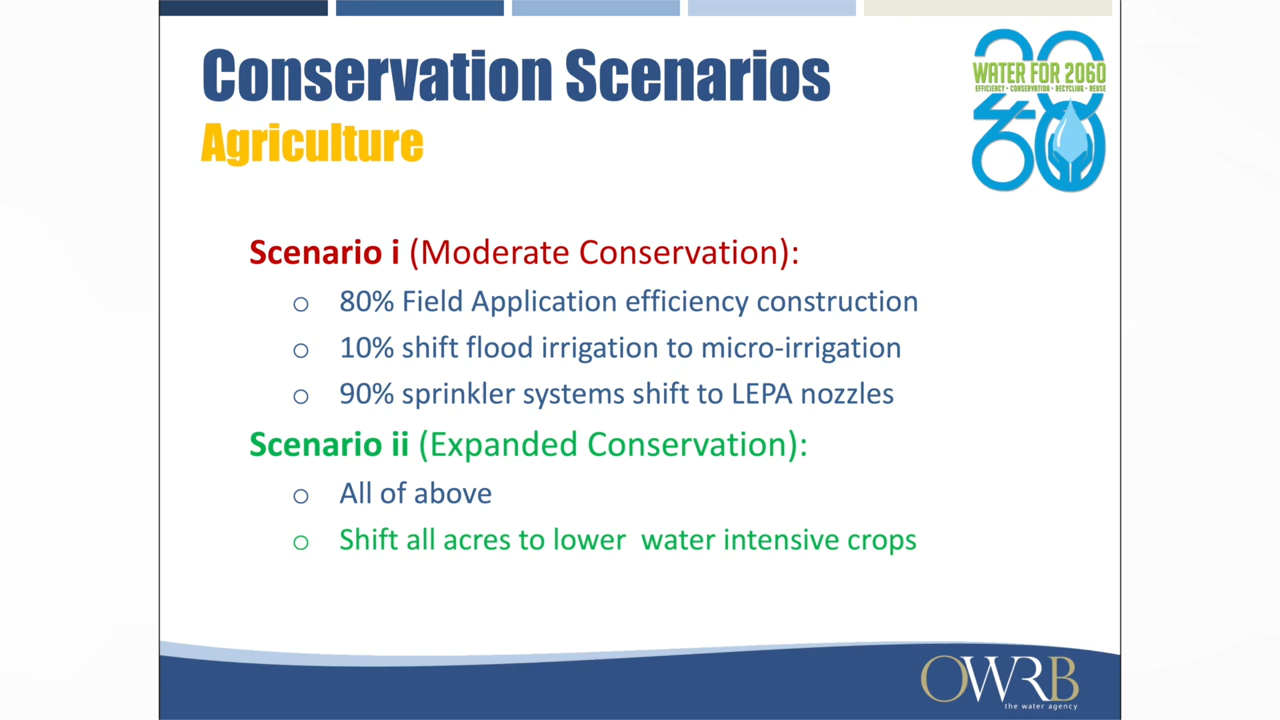 Conservation Scenarios
Agriculture
20
WATER FOR 2060
EFFICIENCY • CONSERVATION • RECYCLING • REUSE
60
Scenario i (Moderate Conservation):
o 80% Field Application efficiency construction
o 10% shift flood irrigation to micro-irrigation
o 90% sprinkler systems shift to LEPA nozzles
Scenario ii (Expanded Conservation):
o All of above
o Shift all acres to lower  water intensive crops
OWRB
the water agency